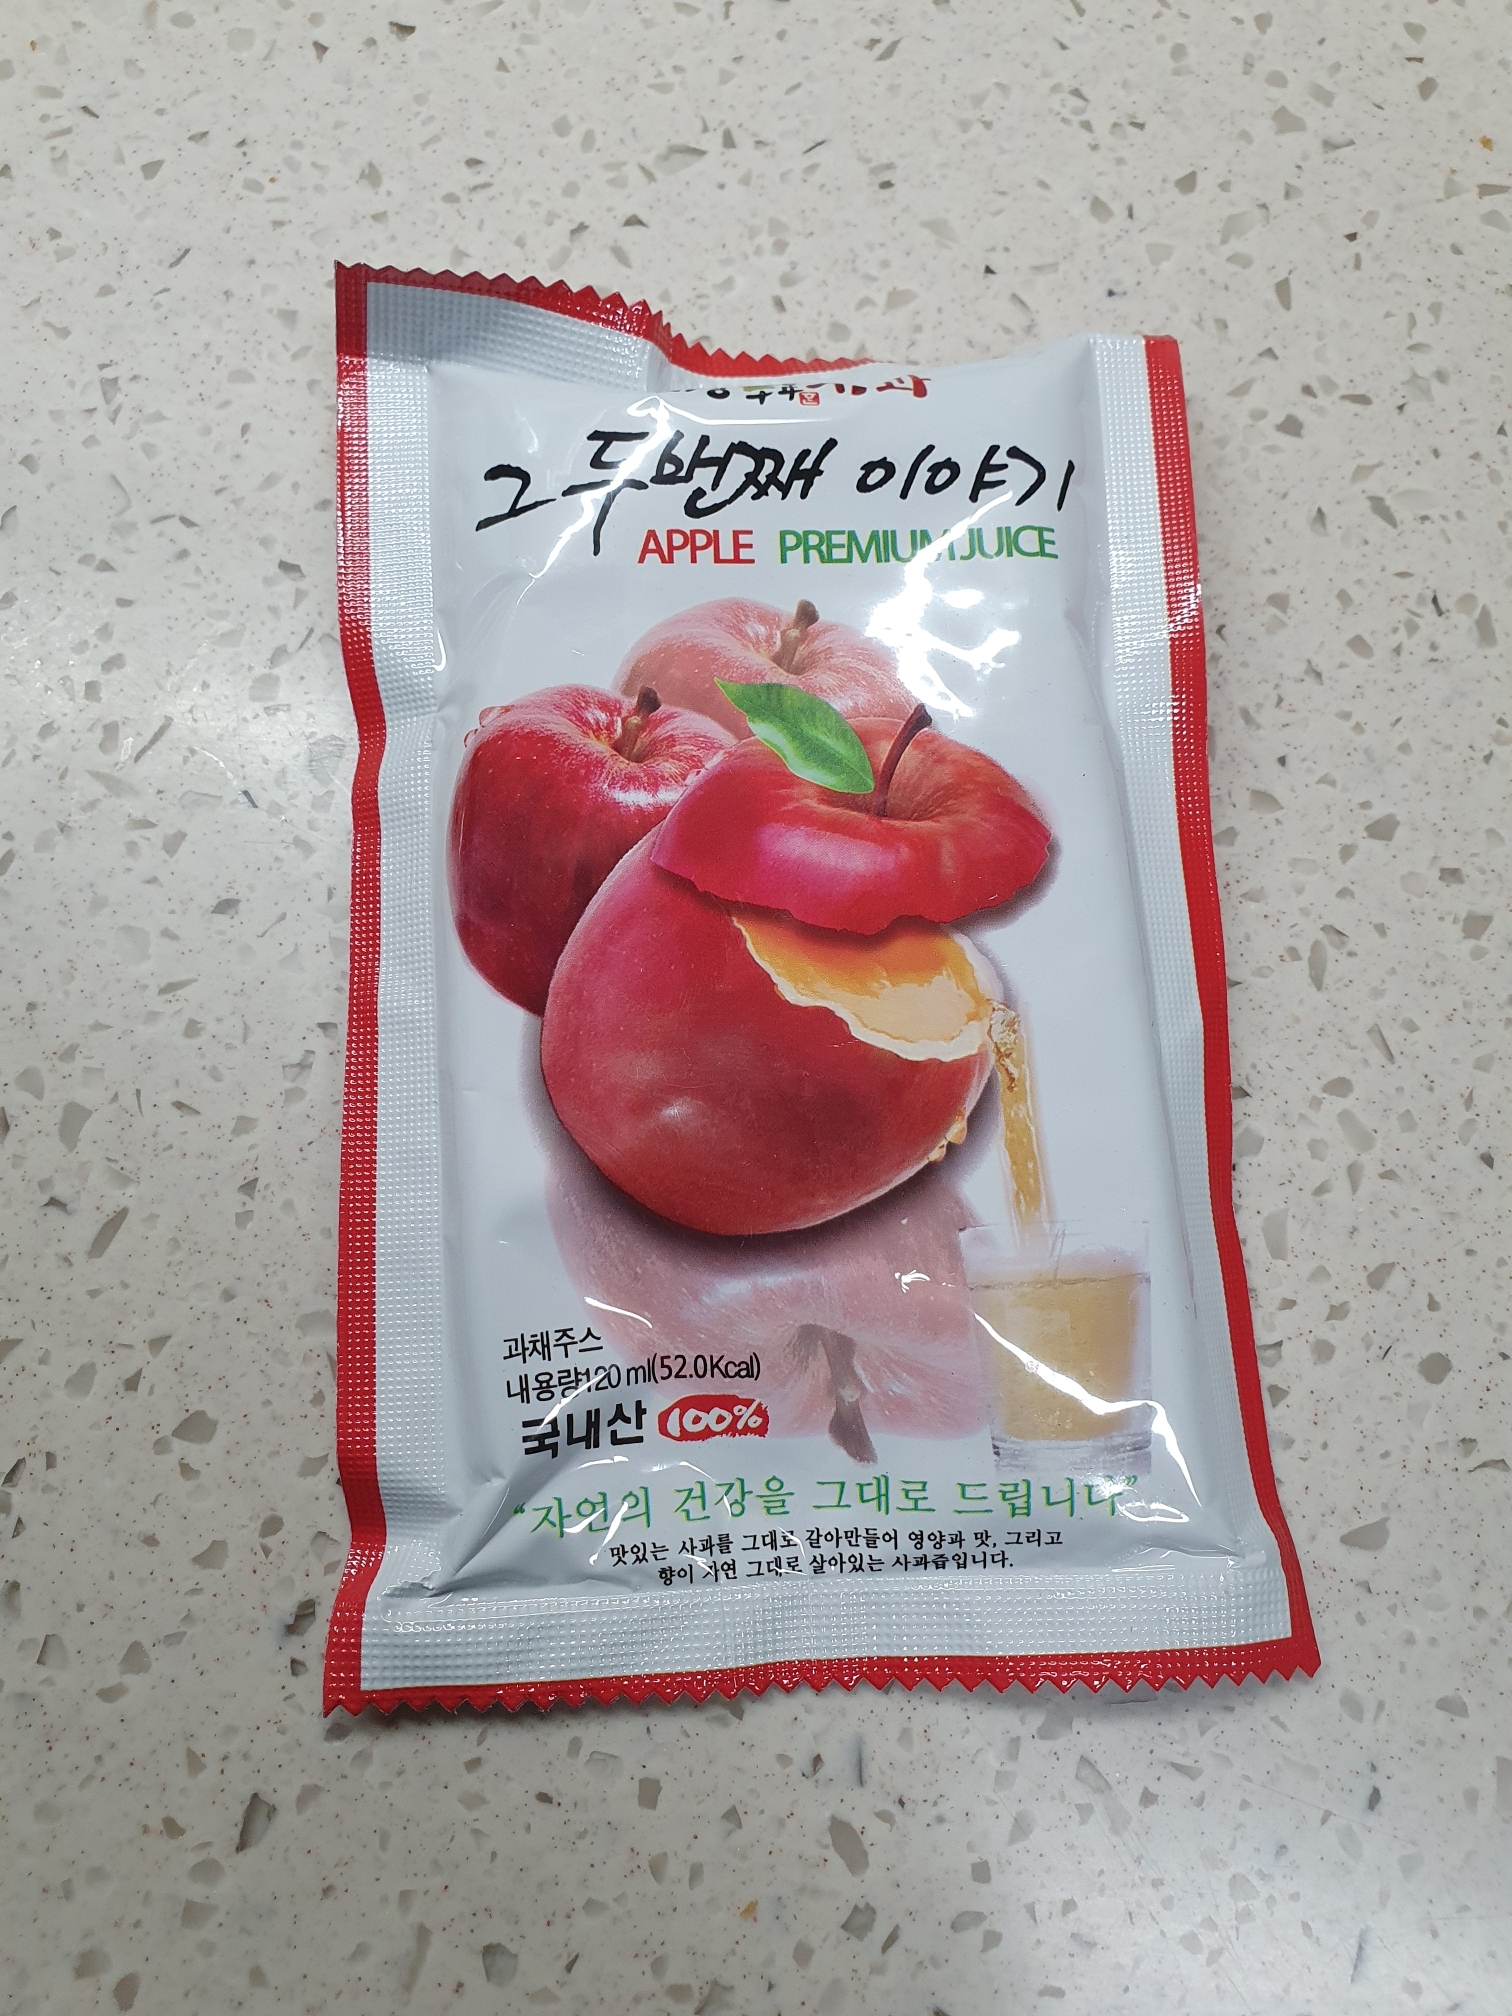 그 두번째 이야기
APPLE PREMIUM JUICE
과채주스
내용량120 ml(52.0Kcal)
국내산 100%
“자연의 건강을 그대로 드립니다”
맛있는 사과를 그대로 갈아만들어 영양과 맛, 그리고
향이 자연 그대로 살아있는 사과즙입니다.